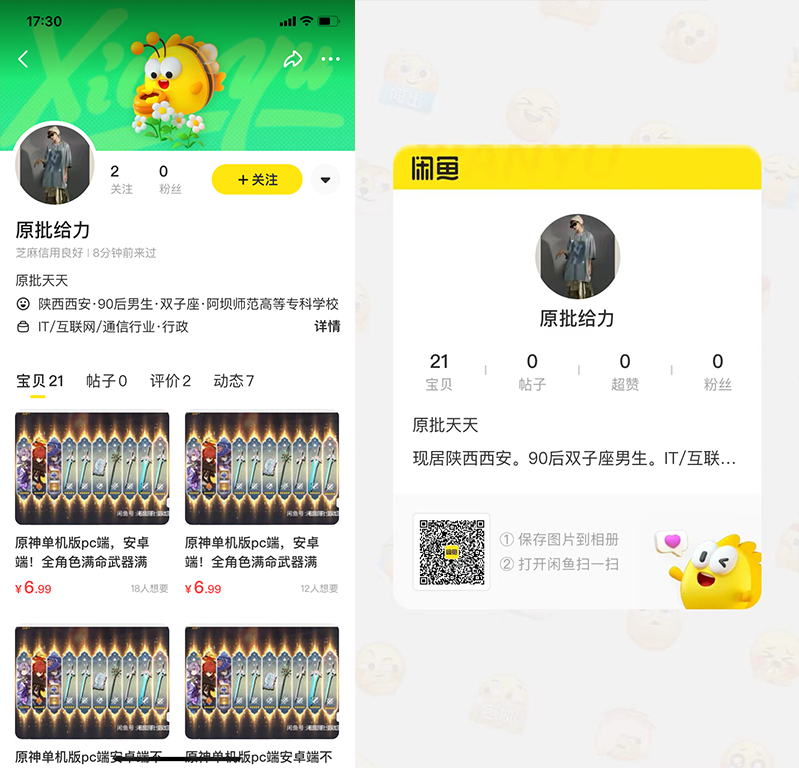 17:30
Xianyu
2
关注
0
粉丝
+关注
原批给力
芝麻信用良好 | 8分钟前来过
原批天天
陕西西安·90后男生·双子座·阿坝师范高等专科学校
IT/互联网/通信行业·行政
详情
宝贝21 帖子0 评价2 动态7
原神单机版pc端，安卓
端！全角色满命武器满
¥6.99
18人想要
原神单机版pc端，安卓
端！全角色满命武器满
¥6.99
12人想要
原神单机版pc端安卓端不
原神单机版pc端安卓端不
闲鱼
XIANYU
原批给力
21
宝贝
0
帖子
0
超赞
0
粉丝
原批天天
现居陕西西安。90后双子座男生。IT/互联...
闲鱼
① 保存图片到相册
② 打开闲鱼扫一扫